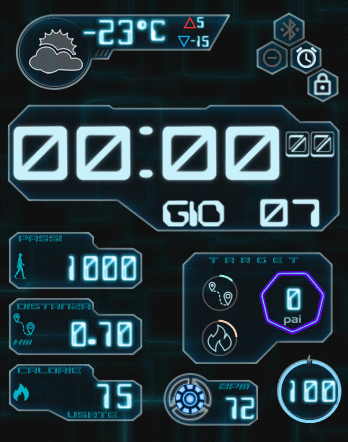 -23°C
△5
▽-15
00:00 00
GIO 07
PASSI
1000
TARGET
DISTANZA
KM
0.70
0
pai
CALORIE
75
USATE
BPM
72
100